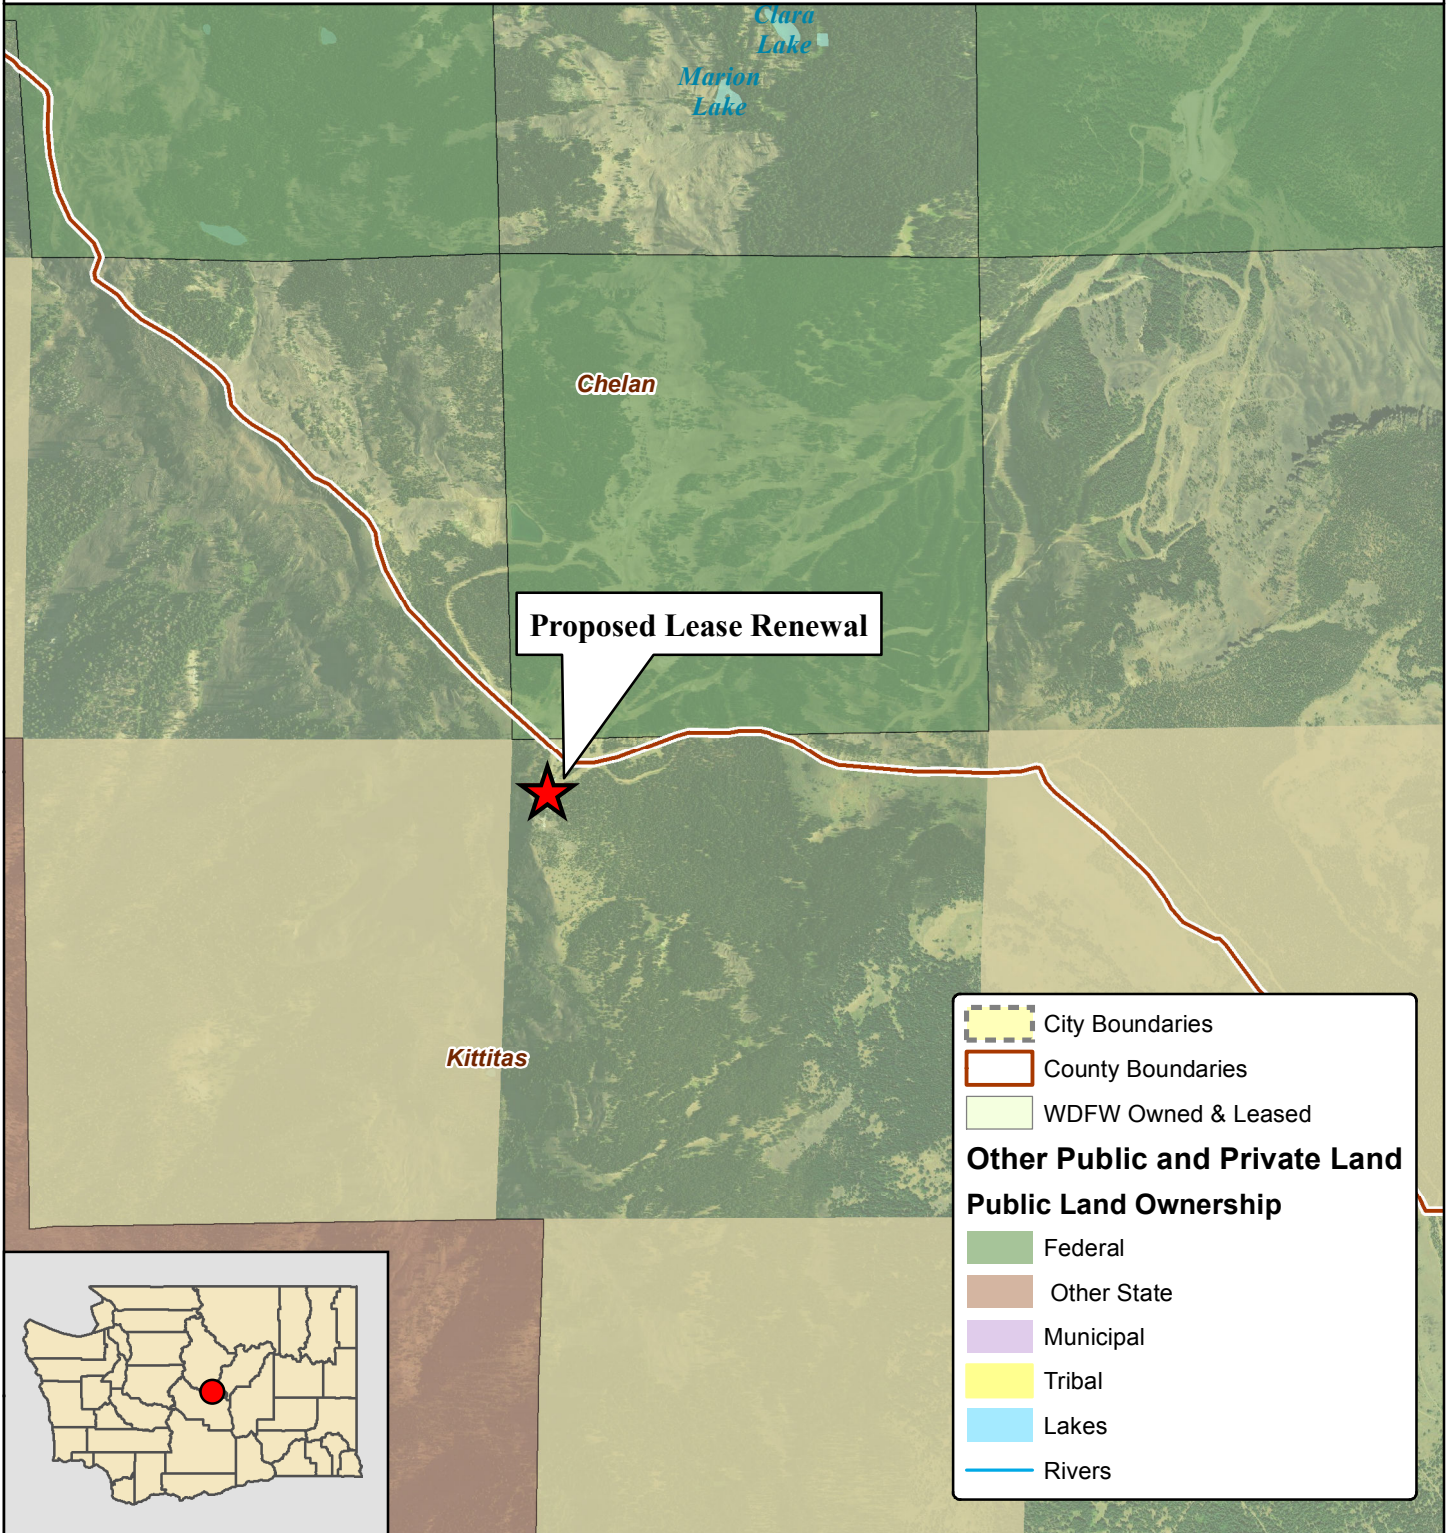 Clara
Lake
Marion
Lake
Chelan
Proposed Lease Renewal
Kittitas
City Boundaries
County Boundaries
WDFW Owned & Leased
Other Public and Private Land
Public Land Ownership
Federal
Other State
Municipal
Tribal
Lakes
Rivers